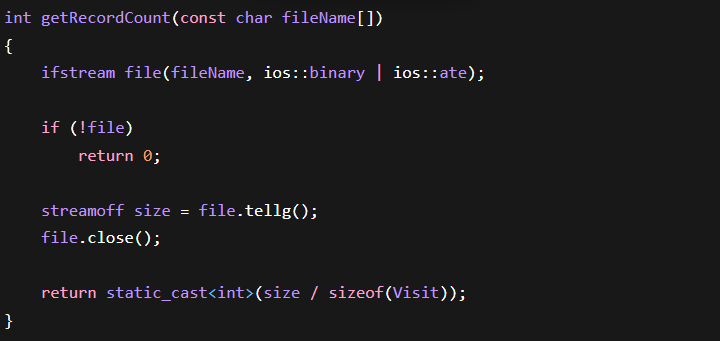 int getRecordCount(const char fileName[])
{
    ifstream file(fileName, ios::binary | ios::ate);

    if (!file)
        return 0;

    streamoff size = file.tellg();
    file.close();

    return static_cast<int>(size / sizeof(Visit));
}